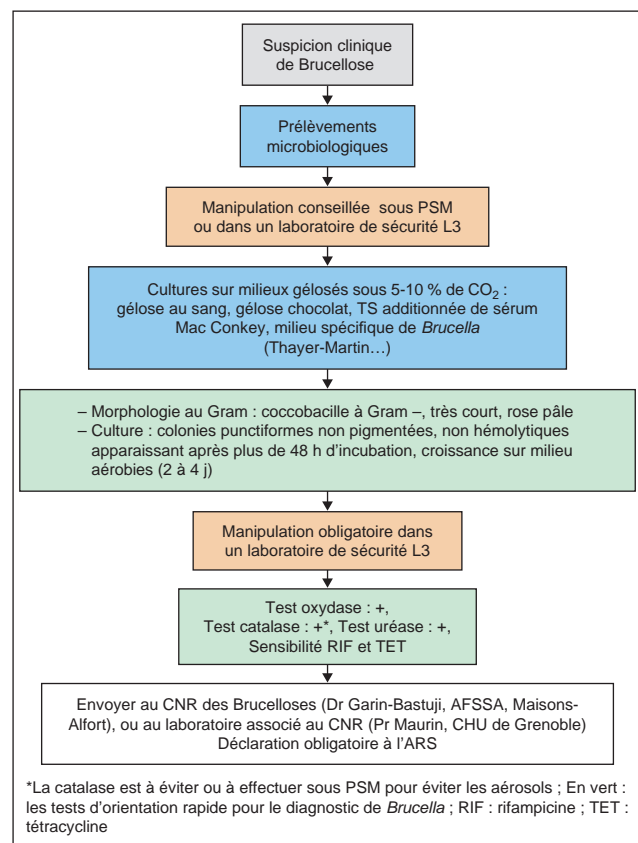 Suspicion clinique
de Brucellose
Prélèvements
microbiologiques
Manipulation conseillée sous PSM
ou dans un laboratoire de sécurité L3
Cultures sur milieux gélosés sous 5-10 % de CO₂ :
gélose au sang, gélose chocolat, TS additionnée de sérum
Mac Conkey, milieu spécifique de Brucella
(Thayer-Martin…)
– Morphologie au Gram : coccobacille à Gram –, très court, rose pâle
– Culture : colonies punctiformes non pigmentées, non hémolytiques
apparaissant après plus de 48 h d’incubation, croissance sur milieu
aérobies (2 à 4 j)
Manipulation obligatoire dans
un laboratoire de sécurité L3
Test oxydase : +,
Test catalase : +*, Test uréase : +,
Sensibilité RIF et TET
Envoyer au CNR des Brucelloses (Dr Garin-Bastuji, AFSSA, Maisons-
Alfort), ou au laboratoire associé au CNR (Pr Maurin, CHU de Grenoble)
Déclaration obligatoire à l’ARS
*La catalase est à éviter ou à effectuer sous PSM pour éviter les aérosols ; En vert :
les tests d’orientation rapide pour le diagnostic de Brucella ; RIF : rifampicine ; TET :
tétracycline